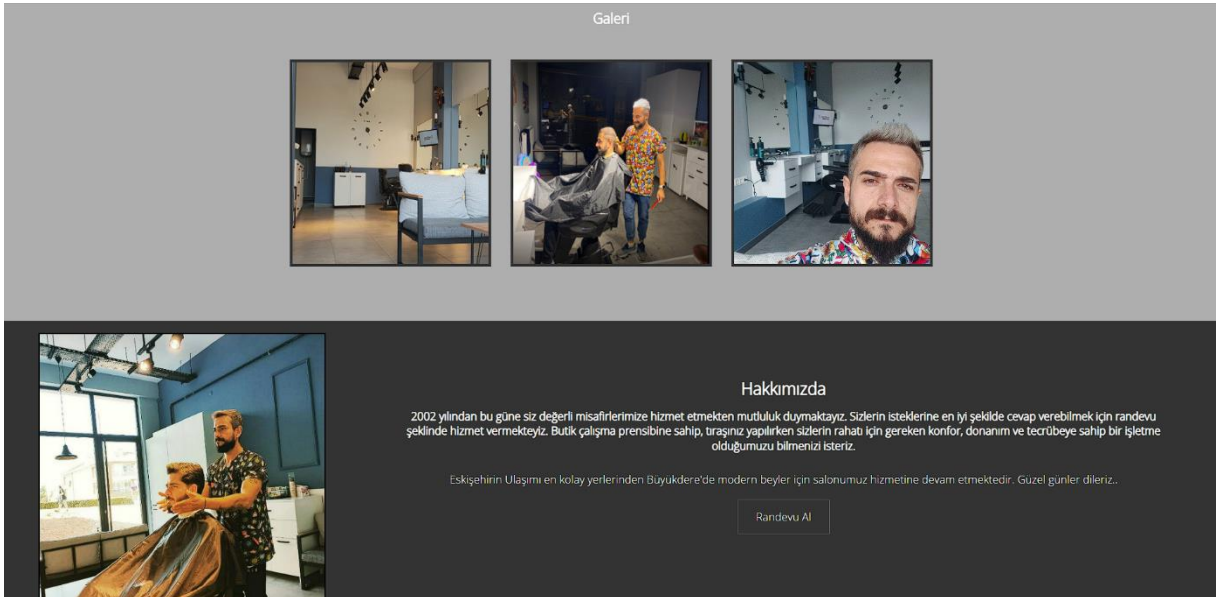 Galeri
Hakkımızda
2002 yılından bu güne siz değerli misafirlerimize hizmet etmekten mutluluk duymaktayız. Sizlerin isteklerine en iyi şekilde cevap verebilmek için randevu
şeklinde hizmet vermekteyiz. Butik çalışma prensibine sahip, tıraşınız yapılırken sizlerin rahatı için gereken konfor, donanım ve tecrübeye sahip bir işletme
olduğumuzu bilmenizi isteriz.
Eskişehirin Ulaşımı en kolay yerlerinden Büyükdere'de modern beyler için salonumuz hizmetine devam etmektedir. Güzel günler dileriz..
Randevu Al